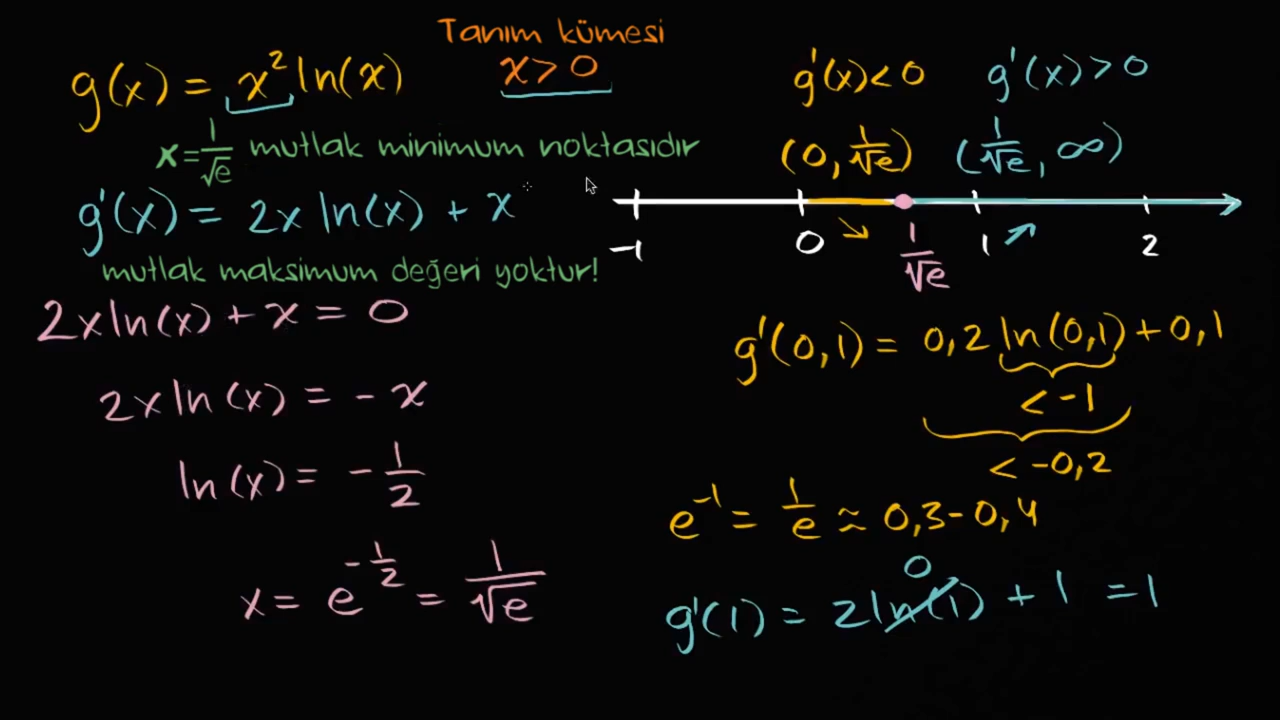 Tanım kümesi
g(x) = x² ln(x)
x > 0
x = 1/√e mutlak minimum noktasıdır
g'(x) = 2x ln(x) + x
mutlak maksimum değeri yoktur!
2x ln(x) + x = 0
2x ln(x) = -x
ln(x) = -1/2
x = e^(-1/2) = 1/√e
g'(x) < 0 g'(x) > 0
(0, 1/√e) (1/√e, ∞)
-1 0 1/√e 1 2
g'(0,1) = 0,2 ln(0,1) + 0,1
< -1
< -0,2
e^(-1) = 1/e ≈ 0,3 - 0,4
0
g'(1) = 2 ln(1) + 1 = 1